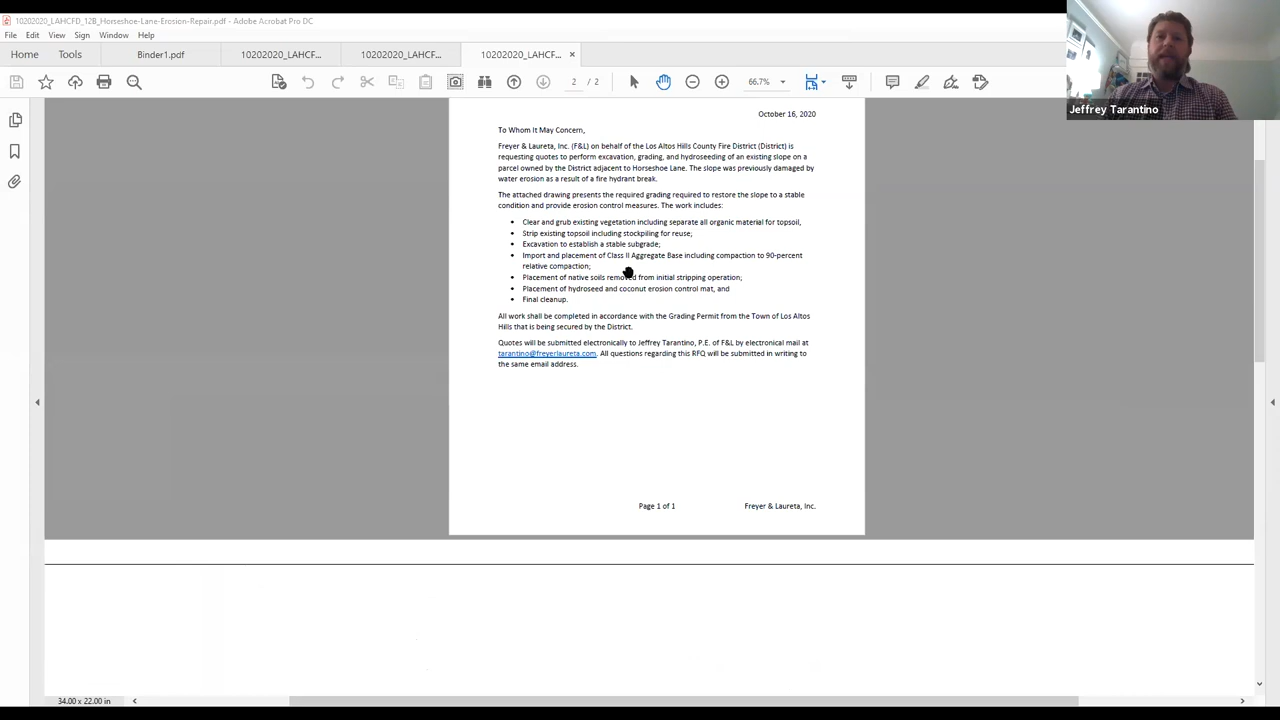 10202020_LAHCFD_12B_Horseshoe-Lane-Erosion-Repair.pdf - Adobe Acrobat Pro DC
File Edit View Sign Window Help
Home Tools Binder1.pdf 10202020_LAHCF... 10202020_LAHCF... 10202020_LAHCF... ×
2 / 2 66.7%
Jeffrey Tarantino
October 16, 2020
To Whom It May Concern,
Freyer & Laureta, Inc. (F&L) on behalf of the Los Altos Hills County Fire District (District) is
requesting quotes to perform excavation, grading, and hydroseeding of an existing slope on a
parcel owned by the District adjacent to Horseshoe Lane. The slope was previously damaged by
water erosion as a result of a fire hydrant break.
The attached drawing presents the required grading required to restore the slope to a stable
condition and provide erosion control measures. The work includes:
• Clear and grub existing vegetation including separate all organic material for topsoil,
• Strip existing topsoil including stockpiling for reuse;
• Excavation to establish a stable subgrade;
• Import and placement of Class II Aggregate Base including compaction to 90-percent
relative compaction;
• Placement of native soils removed from initial stripping operation;
• Placement of hydroseed and coconut erosion control mat, and
• Final cleanup.
All work shall be completed in accordance with the Grading Permit from the Town of Los Altos
Hills that is being secured by the District.
Quotes will be submitted electronically to Jeffrey Tarantino, P.E. of F&L by electronical mail at
tarantino@freyerlaureta.com. All questions regarding this RFQ will be submitted in writing to
the same email address.
Page 1 of 1 Freyer & Laureta, Inc.
34.00 x 22.00 in